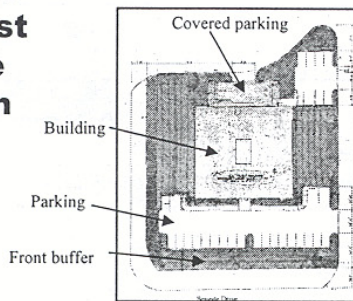 st
e
n
Covered parking
Building
Parking
Front buffer